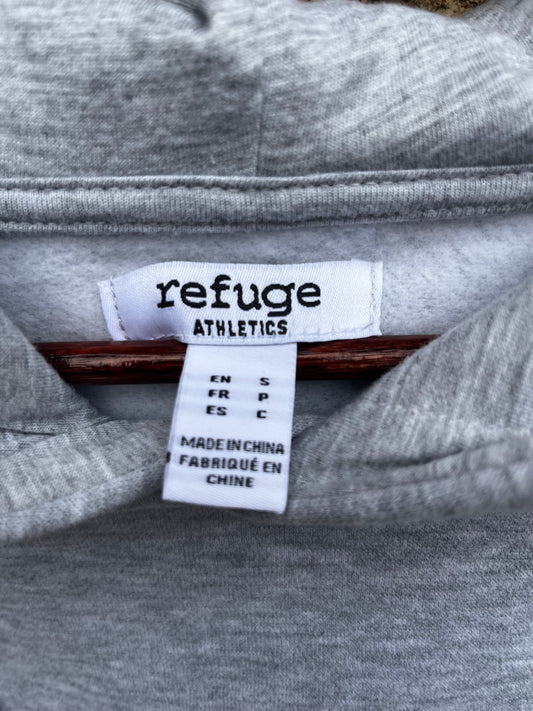 refuge
ATHLETICS
EN S
FR P
ES C
MADE IN CHINA
FABRIQUÉ EN
CHINE